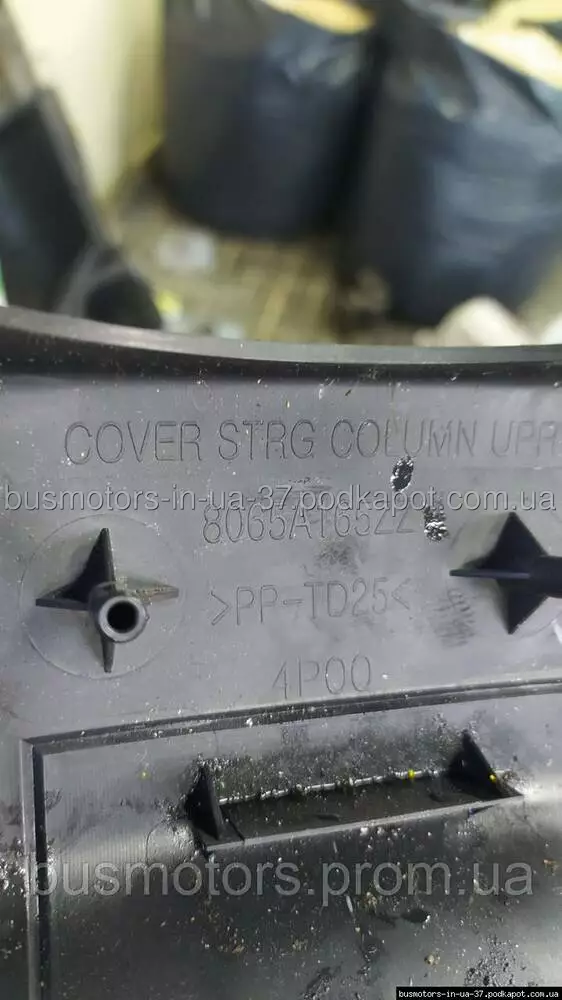 COVER STRG COLUMN UPR
busmotors-in-ua-37.podkapot.com.ua
8065A16522
>PP-TD25<
4P00
busmotors.prom.ua
busmotors-in-ua-37.podkapot.com.ua